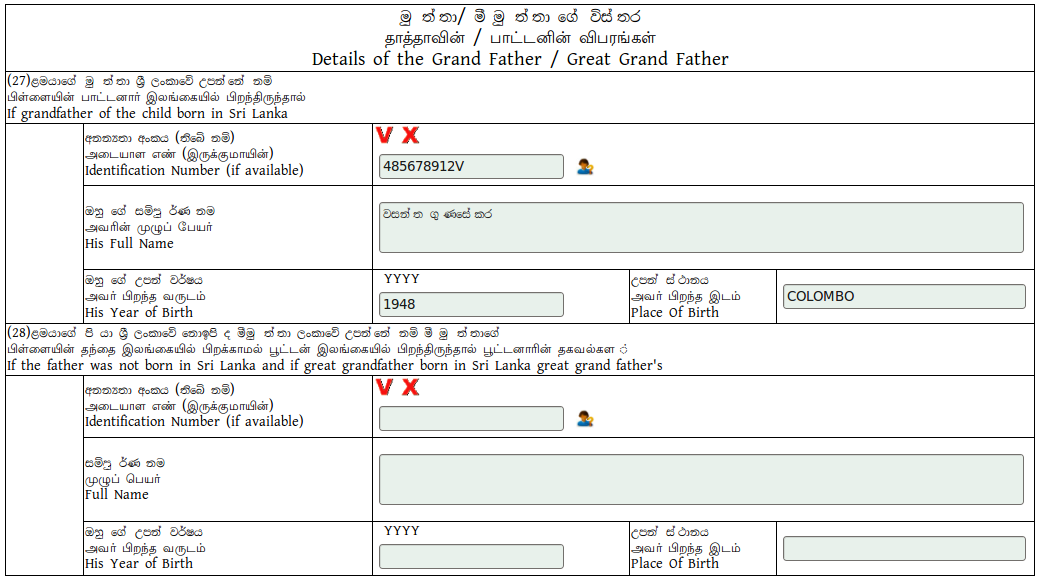 මුත්තා/ මී මුත්තා ගේ විස්තර
தாத்தாவின் / பாட்டனின் விபரங்கள்
Details of the Grand Father / Great Grand Father
(27)ළමයාගේ මුත්තා ශ්‍රී ලංකාවේ උපන්නේ නම්
பிள்ளையின் பாட்டனார் இலங்கையில் பிறந்திருந்தால்
If grandfather of the child born in Sri Lanka
අනන්‍යතා අංකය (තිබේ නම්)
அடையாள எண் (இருக்குமாயின்)
Identification Number (if available)
V X
485678912V
ඔහු ගේ සම්පූර්ණ නම
அவரின் முழுப் பேயர்
His Full Name
වසන්ත ගුණසේකර
ඔහු ගේ උපන් වර්ෂය
அவர் பிறந்த வருடம்
His Year of Birth
YYYY
1948
උපන් ස්ථානය
அவர் பிறந்த இடம்
Place Of Birth
COLOMBO
(28)ළමයාගේ පියා ශ්‍රී ලංකාවේ නොඉපිද මීමුත්තා ලංකාවේ උපන්නේ නම් මී මුත්තාගේ
பிள்ளையின் தந்தை இலங்கையில் பிறக்காமல் பூட்டன் இலங்கையில் பிறந்திருந்தால் பூட்டனாரின் தகவல்கள ்
If the father was not born in Sri Lanka and if great grandfather born in Sri Lanka great grand father's
අනන්‍යතා අංකය (තිබේ නම්)
அடையாள எண் (இருக்குமாயின்)
Identification Number (if available)
V X
සම්පූර්ණ නම
முழுப் பெயர்
Full Name
ඔහු ගේ උපන් වර්ෂය
அவர் பிறந்த வருடம்
His Year of Birth
YYYY
උපන් ස්ථානය
அவர் பிறந்த இடம்
Place Of Birth